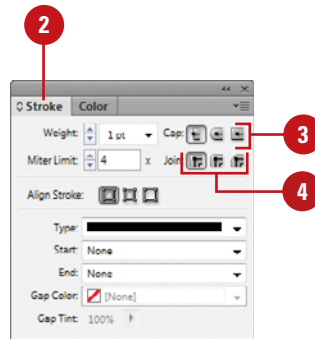 2
Stroke Color
Weight: 1 pt Cap: 3
Miter Limit: 4 x Join: 4
Align Stroke:
Type:
Start: None
End: None
Gap Color: [None]
Gap Tint: 100%